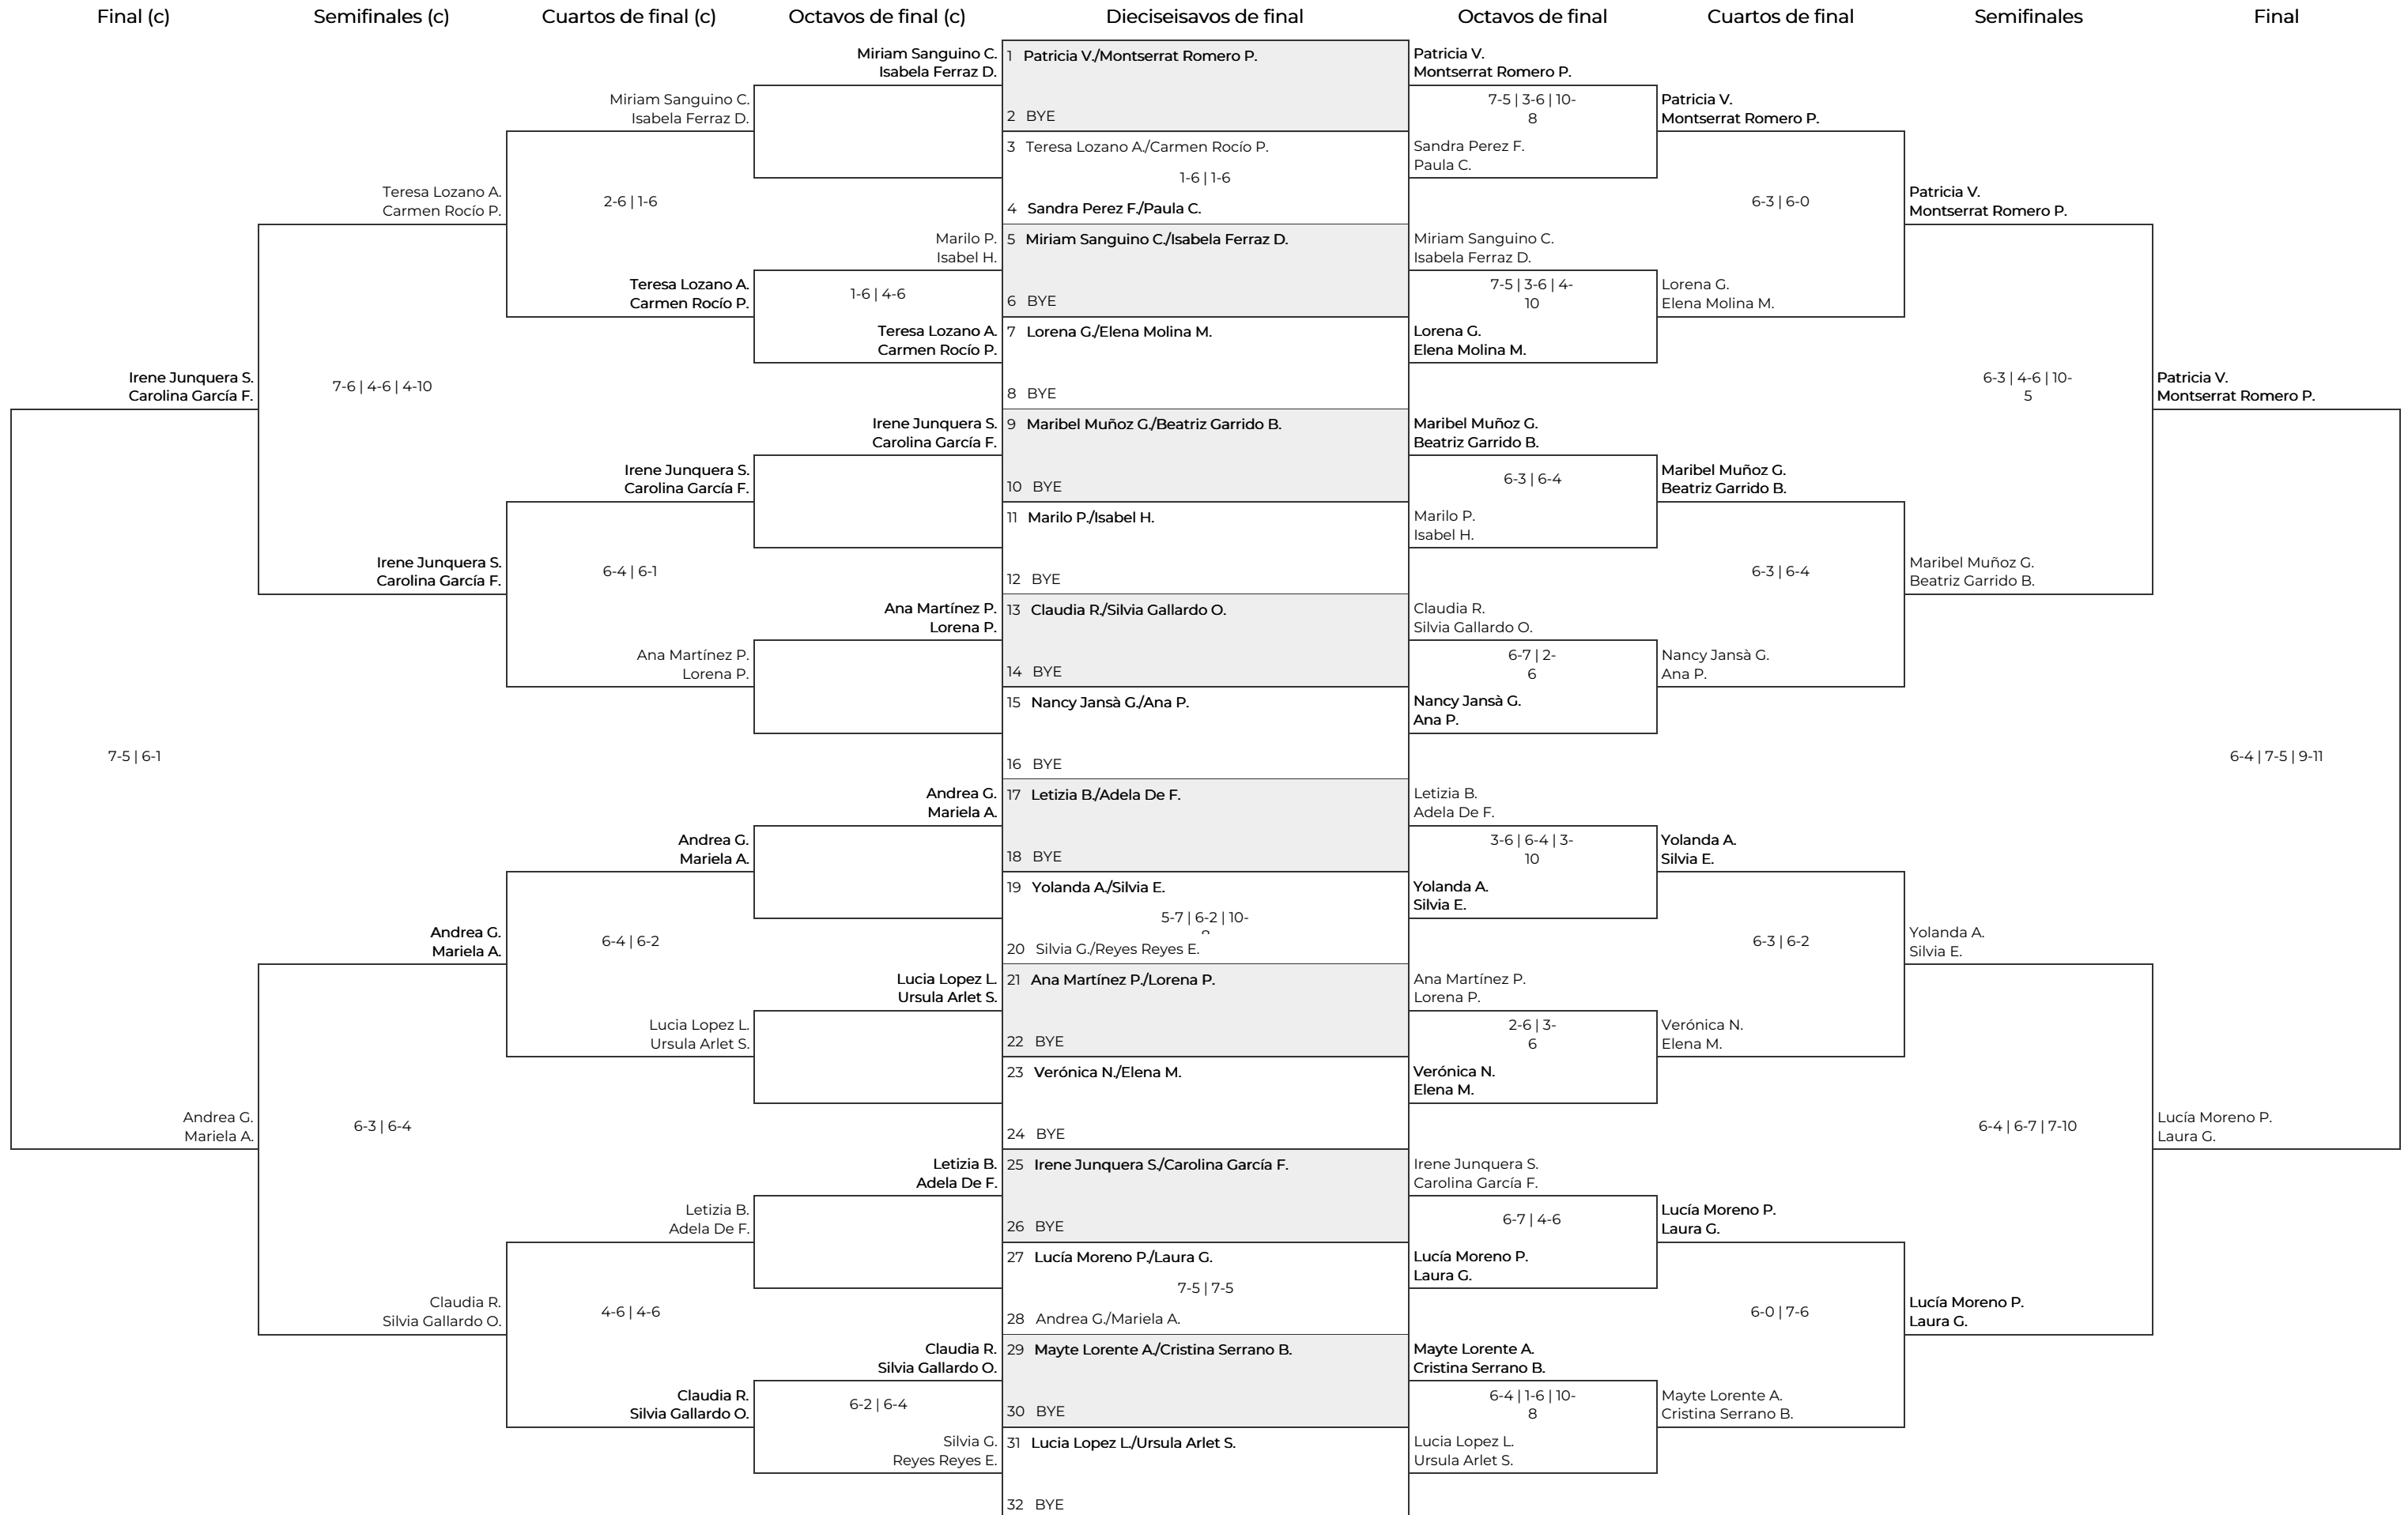 Final (c)
Semifinales (c)
Cuartos de final (c)
Octavos de final (c)
Dieciseisavos de final
Octavos de final
Cuartos de final
Semifinales
Final
Irene Junquera S.
Carolina García F.
7-5 | 6-1
Andrea G.
Mariela A.
Teresa Lozano A.
Carmen Rocío P.
7-6 | 4-6 | 4-10
Irene Junquera S.
Carolina García F.
Andrea G.
Mariela A.
6-3 | 6-4
Claudia R.
Silvia Gallardo O.
Miriam Sanguino C.
Isabela Ferraz D.
2-6 | 1-6
Teresa Lozano A.
Carmen Rocío P.
Irene Junquera S.
Carolina García F.
6-4 | 6-1
Ana Martínez P.
Lorena P.
Andrea G.
Mariela A.
6-4 | 6-2
Lucia Lopez L.
Ursula Arlet S.
Letizia B.
Adela De F.
4-6 | 4-6
Claudia R.
Silvia Gallardo O.
Miriam Sanguino C.
Isabela Ferraz D.
Marilo P.
Isabel H.
1-6 | 4-6
Teresa Lozano A.
Carmen Rocío P.
Irene Junquera S.
Carolina García F.
Ana Martínez P.
Lorena P.
Andrea G.
Mariela A.
Lucia Lopez L.
Ursula Arlet S.
Letizia B.
Adela De F.
Claudia R.
Silvia Gallardo O.
6-2 | 6-4
Silvia G.
Reyes Reyes E.
1 Patricia V./Montserrat Romero P.
2 BYE
3 Teresa Lozano A./Carmen Rocío P.
1-6 | 1-6
4 Sandra Perez F./Paula C.
5 Miriam Sanguino C./Isabela Ferraz D.
6 BYE
7 Lorena G./Elena Molina M.
8 BYE
9 Maribel Muñoz G./Beatriz Garrido B.
10 BYE
11 Marilo P./Isabel H.
12 BYE
13 Claudia R./Silvia Gallardo O.
14 BYE
15 Nancy Jansà G./Ana P.
16 BYE
17 Letizia B./Adela De F.
18 BYE
19 Yolanda A./Silvia E.
5-7 | 6-2 | 10-
20 Silvia G./Reyes Reyes E.
21 Ana Martínez P./Lorena P.
22 BYE
23 Verónica N./Elena M.
24 BYE
25 Irene Junquera S./Carolina García F.
26 BYE
27 Lucía Moreno P./Laura G.
7-5 | 7-5
28 Andrea G./Mariela A.
29 Mayte Lorente A./Cristina Serrano B.
30 BYE
31 Lucia Lopez L./Ursula Arlet S.
32 BYE
Patricia V.
Montserrat Romero P.
7-5 | 3-6 | 10-
8
Sandra Perez F.
Paula C.
Miriam Sanguino C.
Isabela Ferraz D.
7-5 | 3-6 | 4-
10
Lorena G.
Elena Molina M.
Maribel Muñoz G.
Beatriz Garrido B.
6-3 | 6-4
Marilo P.
Isabel H.
Claudia R.
Silvia Gallardo O.
6-7 | 2-
6
Nancy Jansà G.
Ana P.
Letizia B.
Adela De F.
3-6 | 6-4 | 3-
10
Yolanda A.
Silvia E.
Ana Martínez P.
Lorena P.
2-6 | 3-
6
Verónica N.
Elena M.
Irene Junquera S.
Carolina García F.
6-7 | 4-6
Lucía Moreno P.
Laura G.
Mayte Lorente A.
Cristina Serrano B.
6-4 | 1-6 | 10-
8
Lucia Lopez L.
Ursula Arlet S.
Patricia V.
Montserrat Romero P.
6-3 | 6-0
Lorena G.
Elena Molina M.
Maribel Muñoz G.
Beatriz Garrido B.
6-3 | 6-4
Nancy Jansà G.
Ana P.
Yolanda A.
Silvia E.
6-3 | 6-2
Verónica N.
Elena M.
Lucía Moreno P.
Laura G.
6-0 | 7-6
Mayte Lorente A.
Cristina Serrano B.
Patricia V.
Montserrat Romero P.
6-3 | 4-6 | 10-
5
Maribel Muñoz G.
Beatriz Garrido B.
Yolanda A.
Silvia E.
6-4 | 6-7 | 7-10
Lucía Moreno P.
Laura G.
Patricia V.
Montserrat Romero P.
6-4 | 7-5 | 9-11
Lucía Moreno P.
Laura G.